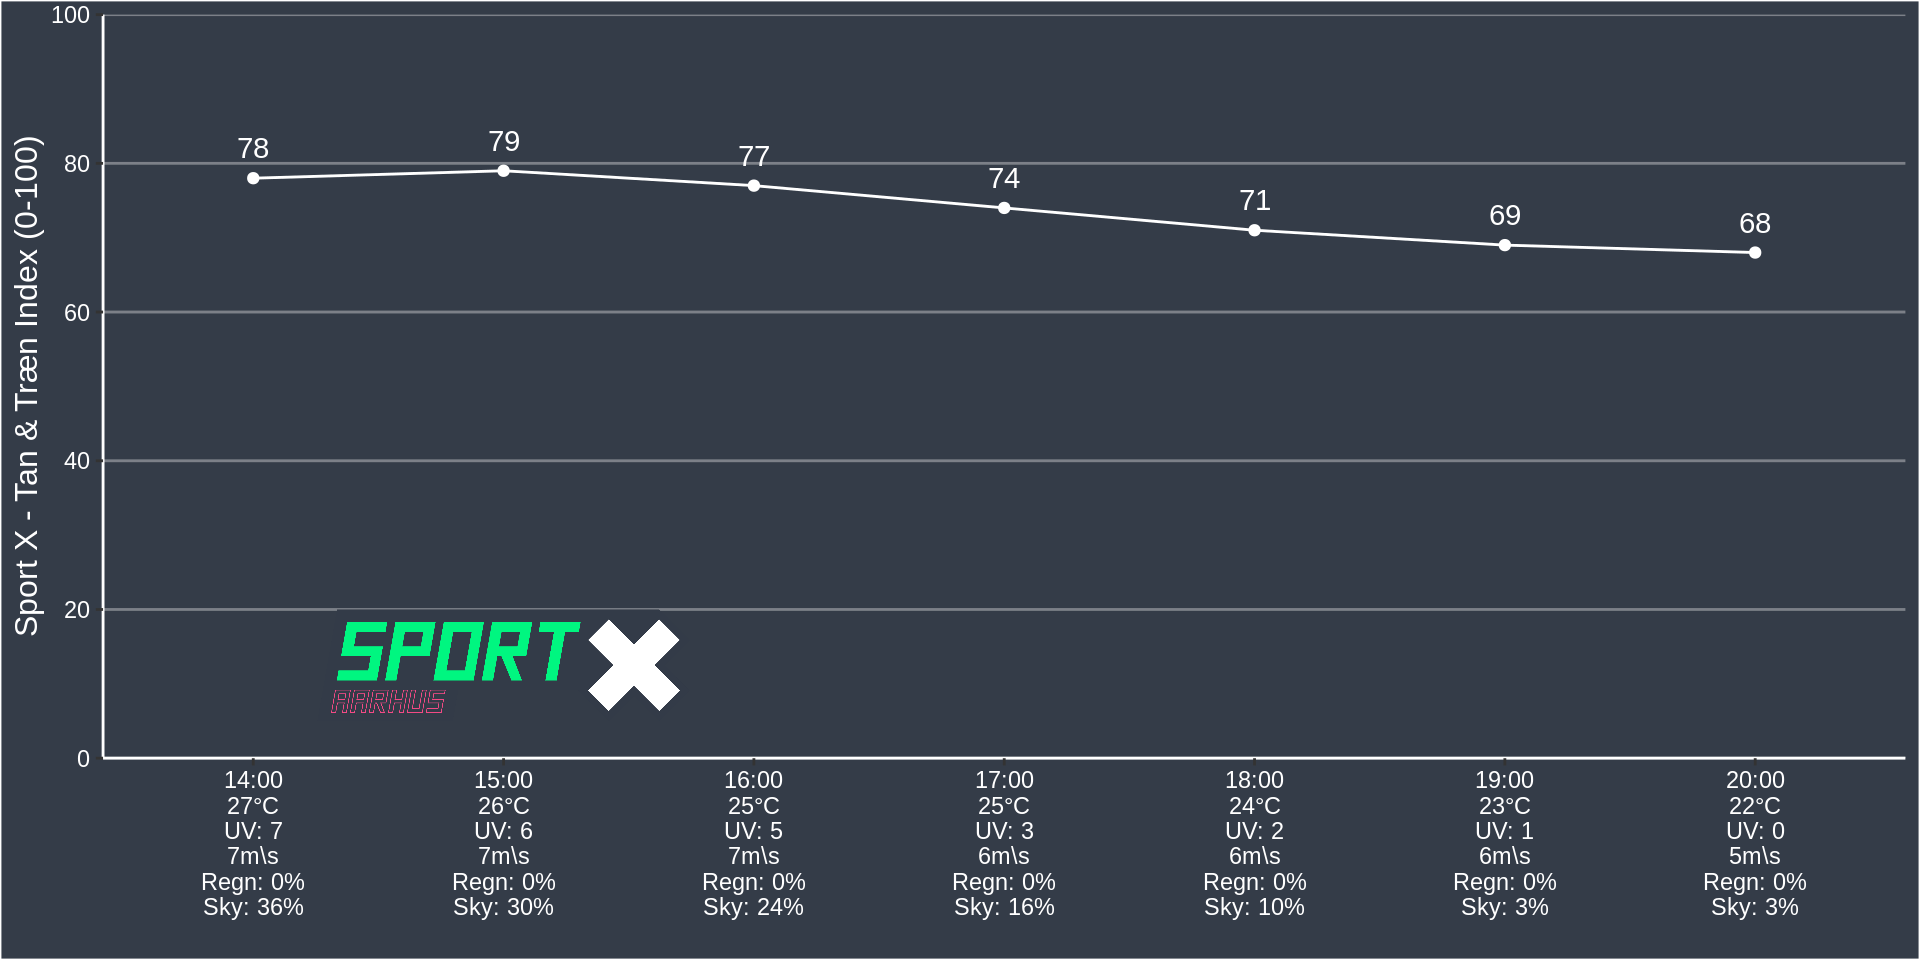 Sport X - Tan & Træn Index (0-100)
100
80
60
40
20
0
78
79
77
74
71
69
68
SPORT X
AARHUS
14:00
27°C
UV: 7
7m\s
Regn: 0%
Sky: 36%
15:00
26°C
UV: 6
7m\s
Regn: 0%
Sky: 30%
16:00
25°C
UV: 5
7m\s
Regn: 0%
Sky: 24%
17:00
25°C
UV: 3
6m\s
Regn: 0%
Sky: 16%
18:00
24°C
UV: 2
6m\s
Regn: 0%
Sky: 10%
19:00
23°C
UV: 1
6m\s
Regn: 0%
Sky: 3%
20:00
22°C
UV: 0
5m\s
Regn: 0%
Sky: 3%